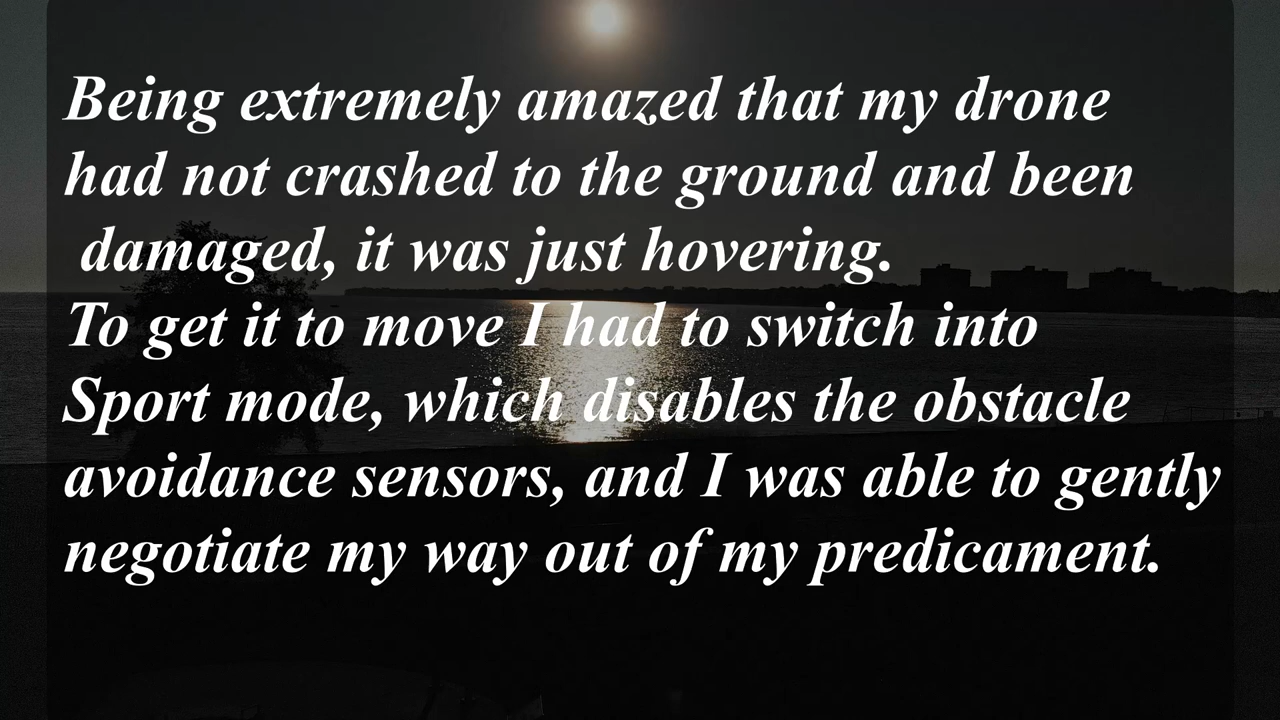 Being extremely amazed that my drone
had not crashed to the ground and been
damaged, it was just hovering.
To get it to move I had to switch into
Sport mode, which disables the obstacle
avoidance sensors, and I was able to gently
negotiate my way out of my predicament.